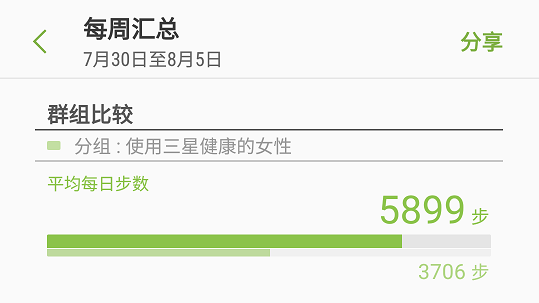 每周汇总
7月30日至8月5日
分享
群组比较
分组 : 使用三星健康的女性
平均每日步数
5899 步
3706 步